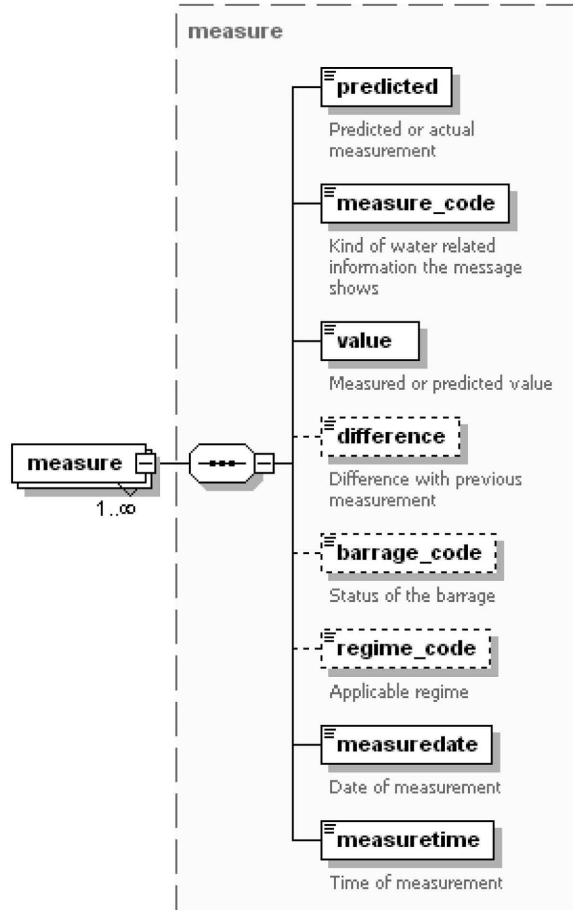 measure
predicted
Predicted or actual
measurement
measure_code
Kind of water related
information the message
shows
value
Measured or predicted value
difference
Difference with previous
measurement
measure
1..∞
barrage_code
Status of the barrage
regime_code
Applicable regime
measuredate
Date of measurement
measuretime
Time of measurement